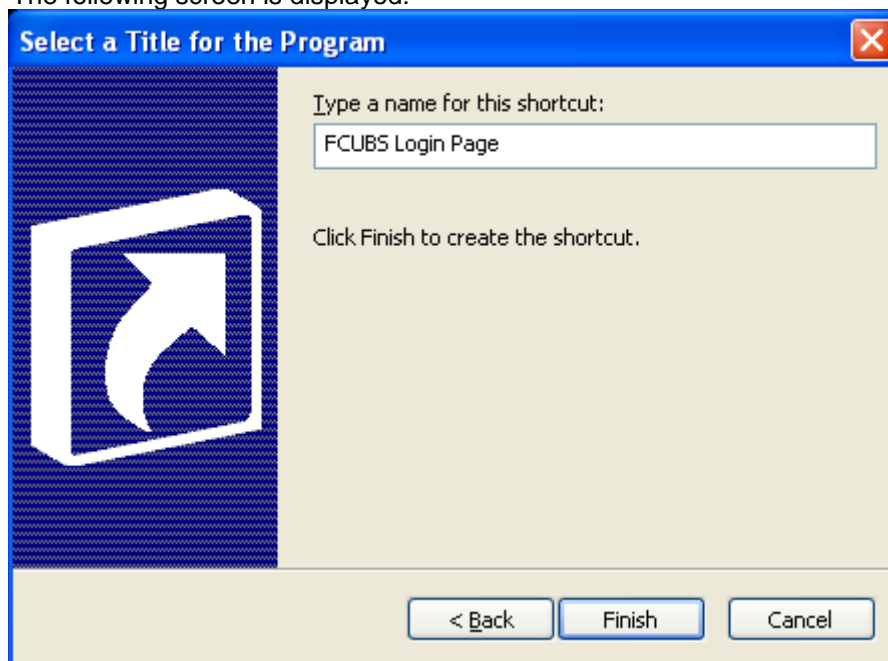 The following screen is displayed.
Select a Title for the Program
Type a name for this shortcut:
FCUBS Login Page
Click Finish to create the shortcut.
< Back Finish Cancel